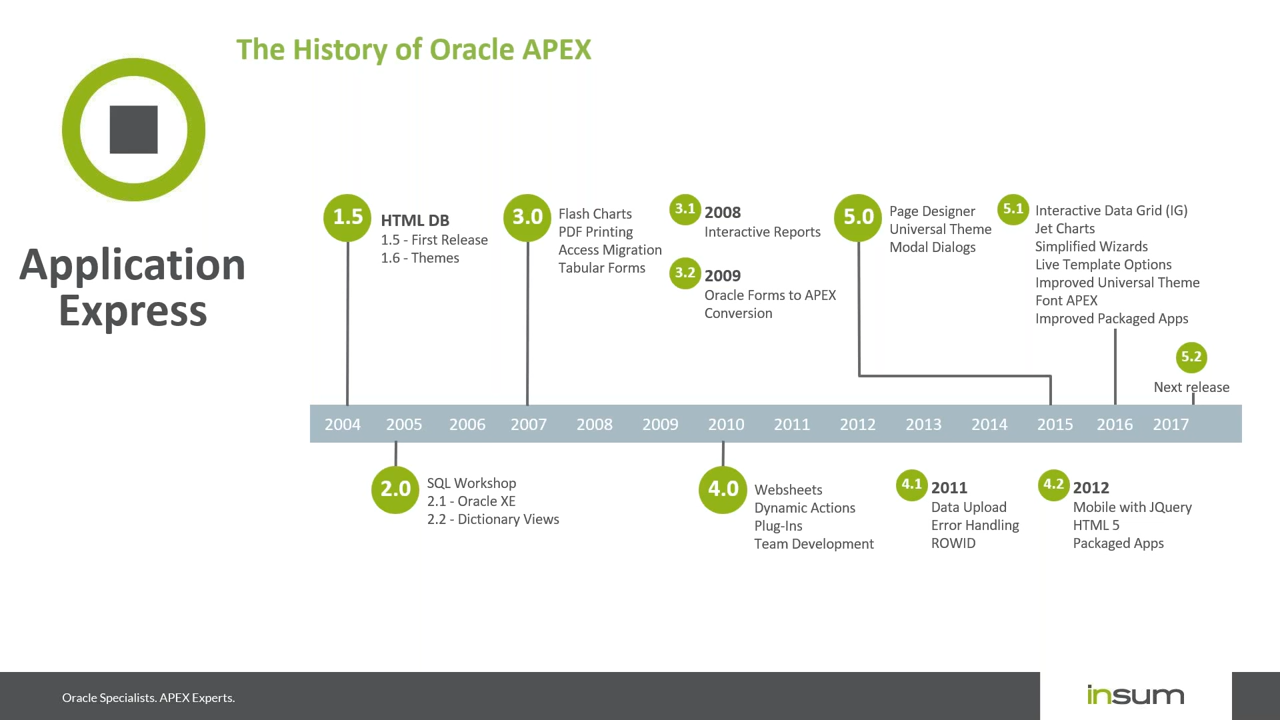 The History of Oracle APEX
Application
Express
1.5
HTML DB
1.5 - First Release
1.6 - Themes
3.0
Flash Charts
PDF Printing
Access Migration
Tabular Forms
3.1
2008
Interactive Reports
3.2
2009
Oracle Forms to APEX
Conversion
5.0
Page Designer
Universal Theme
Modal Dialogs
5.1
Interactive Data Grid (IG)
Jet Charts
Simplified Wizards
Live Template Options
Improved Universal Theme
Font APEX
Improved Packaged Apps
5.2
Next release
2004 2005 2006 2007 2008 2009 2010 2011 2012 2013 2014 2015 2016 2017
2.0
SQL Workshop
2.1 - Oracle XE
2.2 - Dictionary Views
4.0
Websheets
Dynamic Actions
Plug-Ins
Team Development
4.1
2011
Data Upload
Error Handling
ROWID
4.2
2012
Mobile with JQuery
HTML 5
Packaged Apps
Oracle Specialists. APEX Experts.
insum